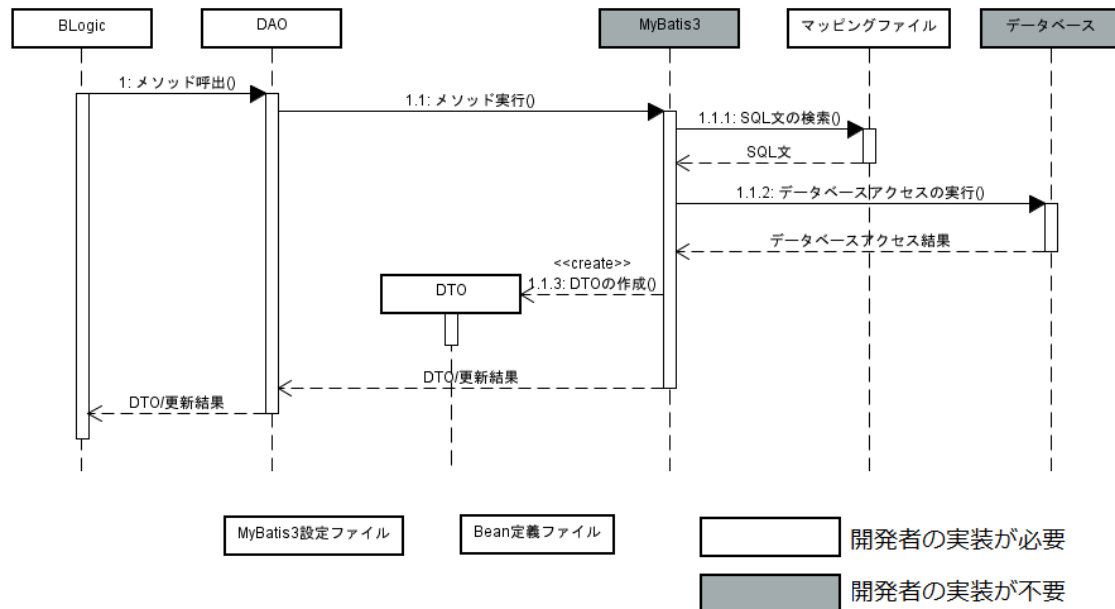 BLogic
DAO
MyBatis3
マッピングファイル
データベース
1: メソッド呼出()
1.1: メソッド実行()
1.1.1: SQL文の検索()
SQL文
1.1.2: データベースアクセスの実行()
データベースアクセス結果
<<create>>
DTO
1.1.3: DTOの作成()
DTO/更新結果
DTO/更新結果
MyBatis3設定ファイル
Bean定義ファイル
開発者の実装が必要
開発者の実装が不要